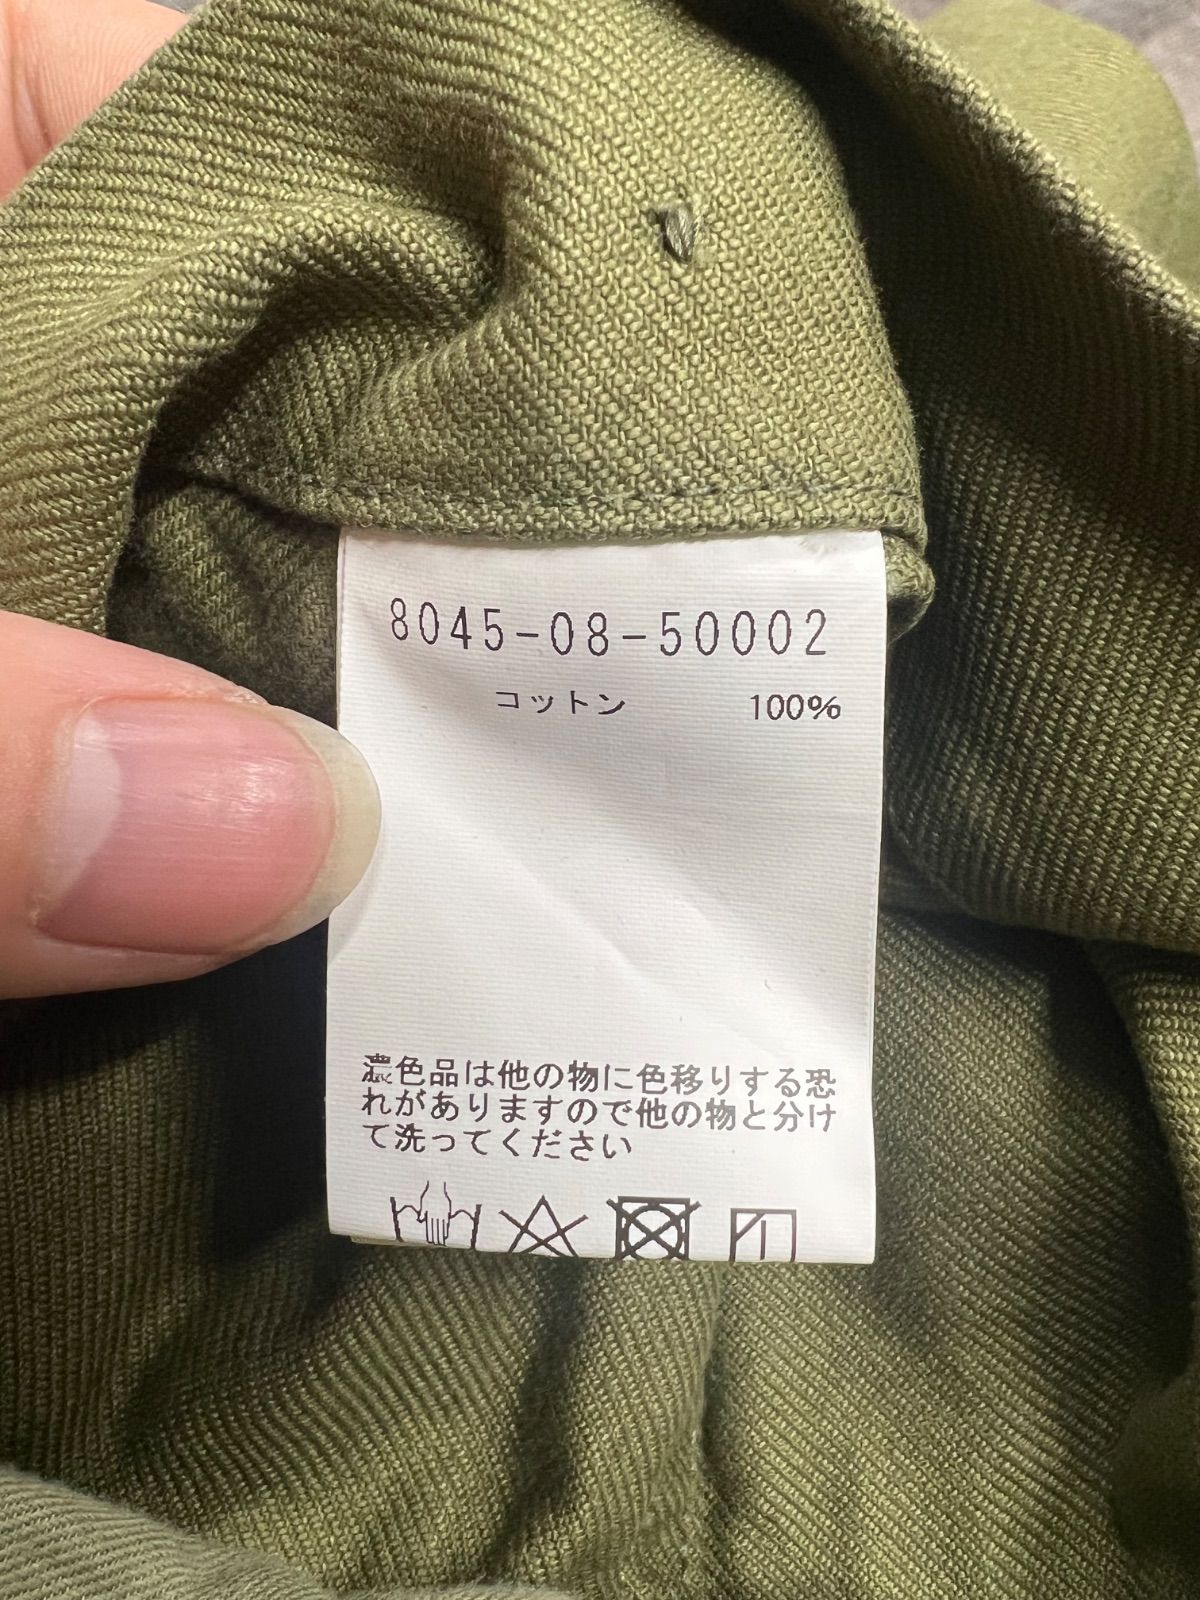 8045-08-50002
コットン 100%
濃色品は他の物に色移りする恐
れがありますので他の物と分け
て洗ってください